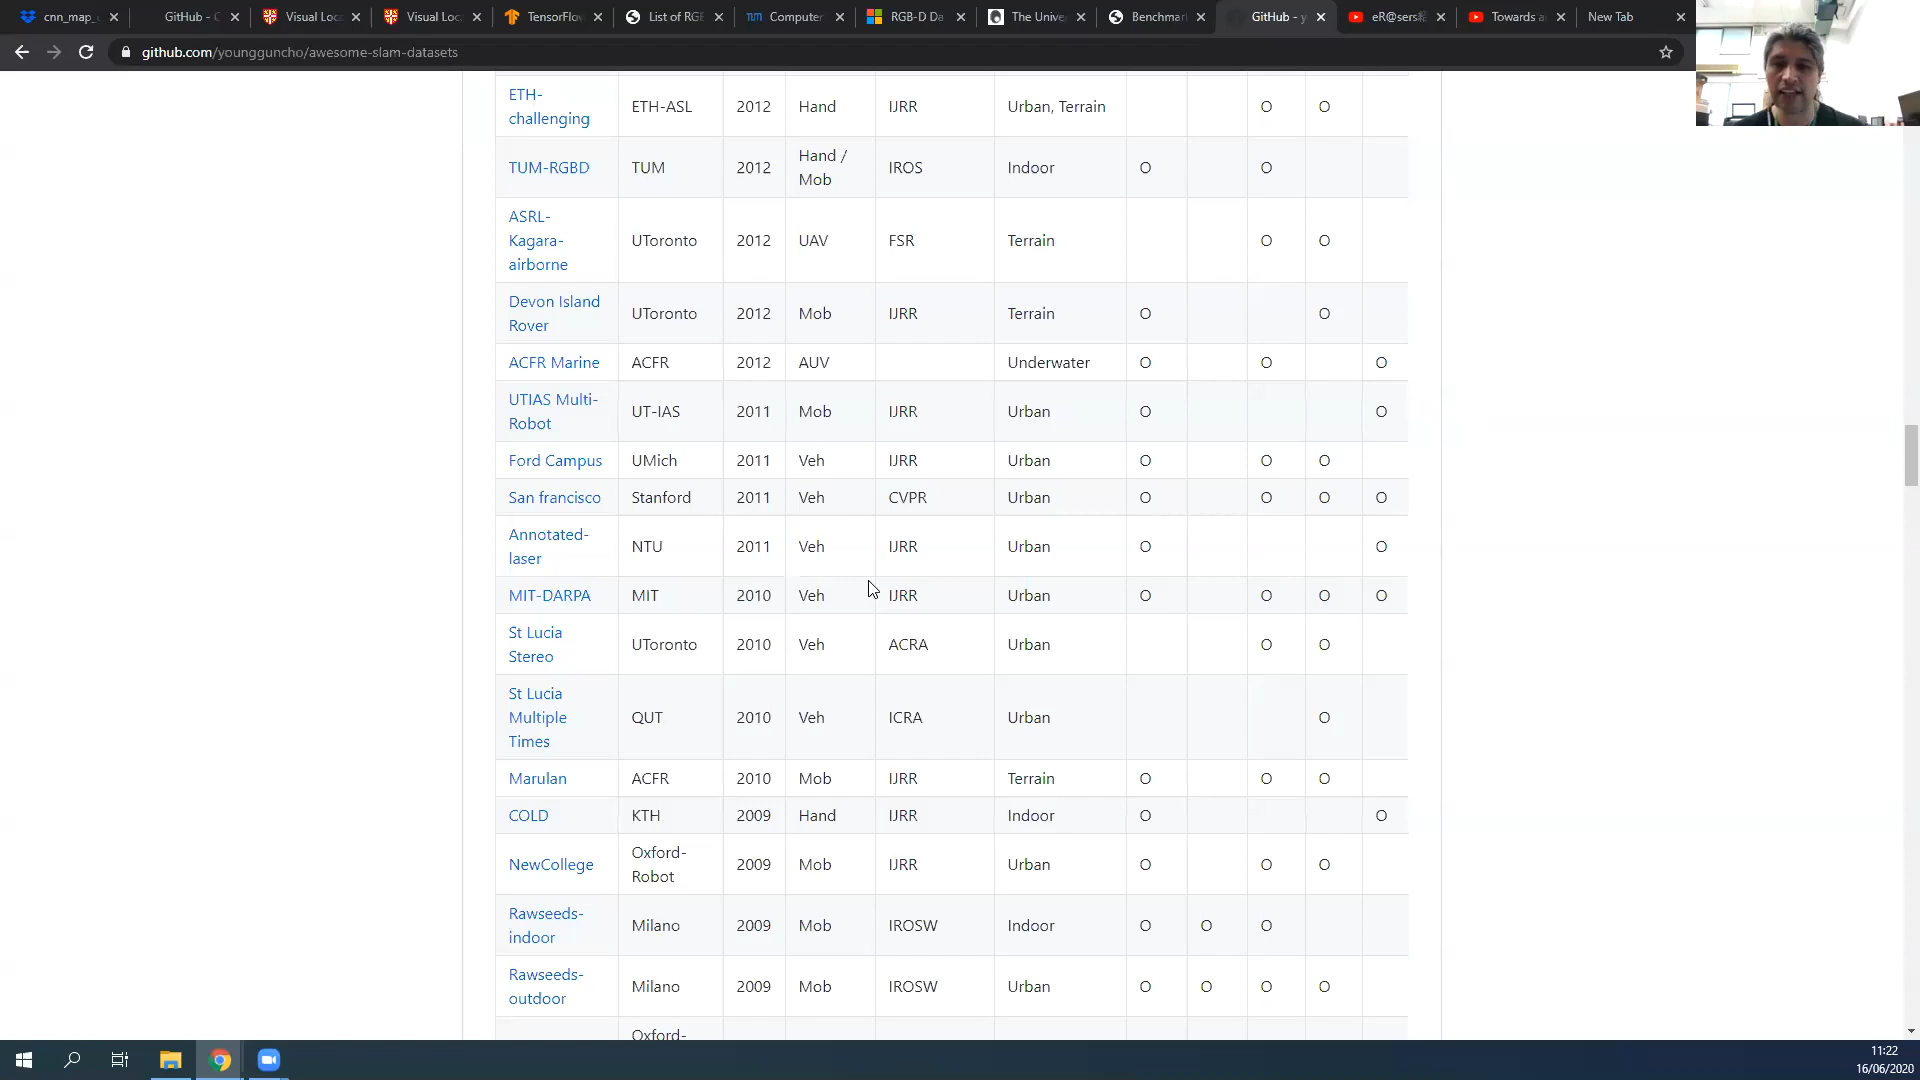 cnn_map_
GitHub - C
Visual Loca
Visual Loca
TensorFlow
List of RGB
Computer
RGB-D Da
The Unive
Benchmar
GitHub - y
eR@sers
Towards a
New Tab
github.com/younggguncho/awesome-slam-datasets
ETH- ETH-ASL 2012 Hand IJRR Urban, Terrain O O
challenging
TUM-RGBD TUM 2012 Hand / IROS Indoor O O
Mob
ASRL- UToronto 2012 UAV FSR Terrain O O
Kagara-
airborne
Devon Island UToronto 2012 Mob IJRR Terrain O O
Rover
ACFR Marine ACFR 2012 AUV Underwater O O O
UTIAS Multi- UT-IAS 2011 Mob IJRR Urban O O
Robot
Ford Campus UMich 2011 Veh IJRR Urban O O O
San francisco Stanford 2011 Veh CVPR Urban O O O O
Annotated- NTU 2011 Veh IJRR Urban O O
laser
MIT-DARPA MIT 2010 Veh IJRR Urban O O O O
St Lucia UToronto 2010 Veh ACRA Urban O O
Stereo
St Lucia QUT 2010 Veh ICRA Urban O
Multiple
Times
Marulan ACFR 2010 Mob IJRR Terrain O O O
COLD KTH 2009 Hand IJRR Indoor O O
NewCollege Oxford- 2009 Mob IJRR Urban O O O
Robot
Rawseeds- Milano 2009 Mob IROSW Indoor O O O
indoor
Rawseeds- Milano 2009 Mob IROSW Urban O O O O
outdoor
Oxford-
11:22
16/06/2020